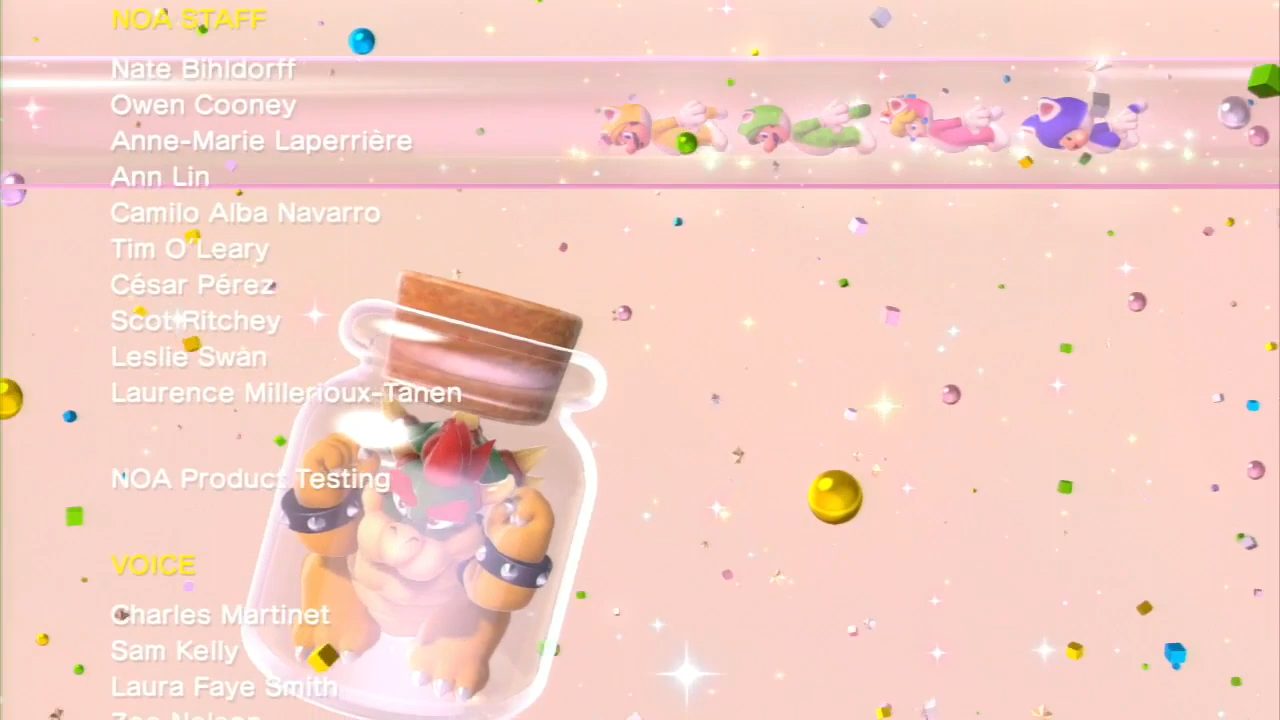 NOA STAFF
Nate Bihldorff
Owen Cooney
Anne-Marie Laperrière
Ann Lin
Camilo Alba Navarro
Tim O'Leary
César Pérez
Scot Ritchey
Leslie Swan
Laurence Millerioux-Tanen
NOA Product Testing
VOICE
Charles Martinet
Sam Kelly
Laura Faye Smith